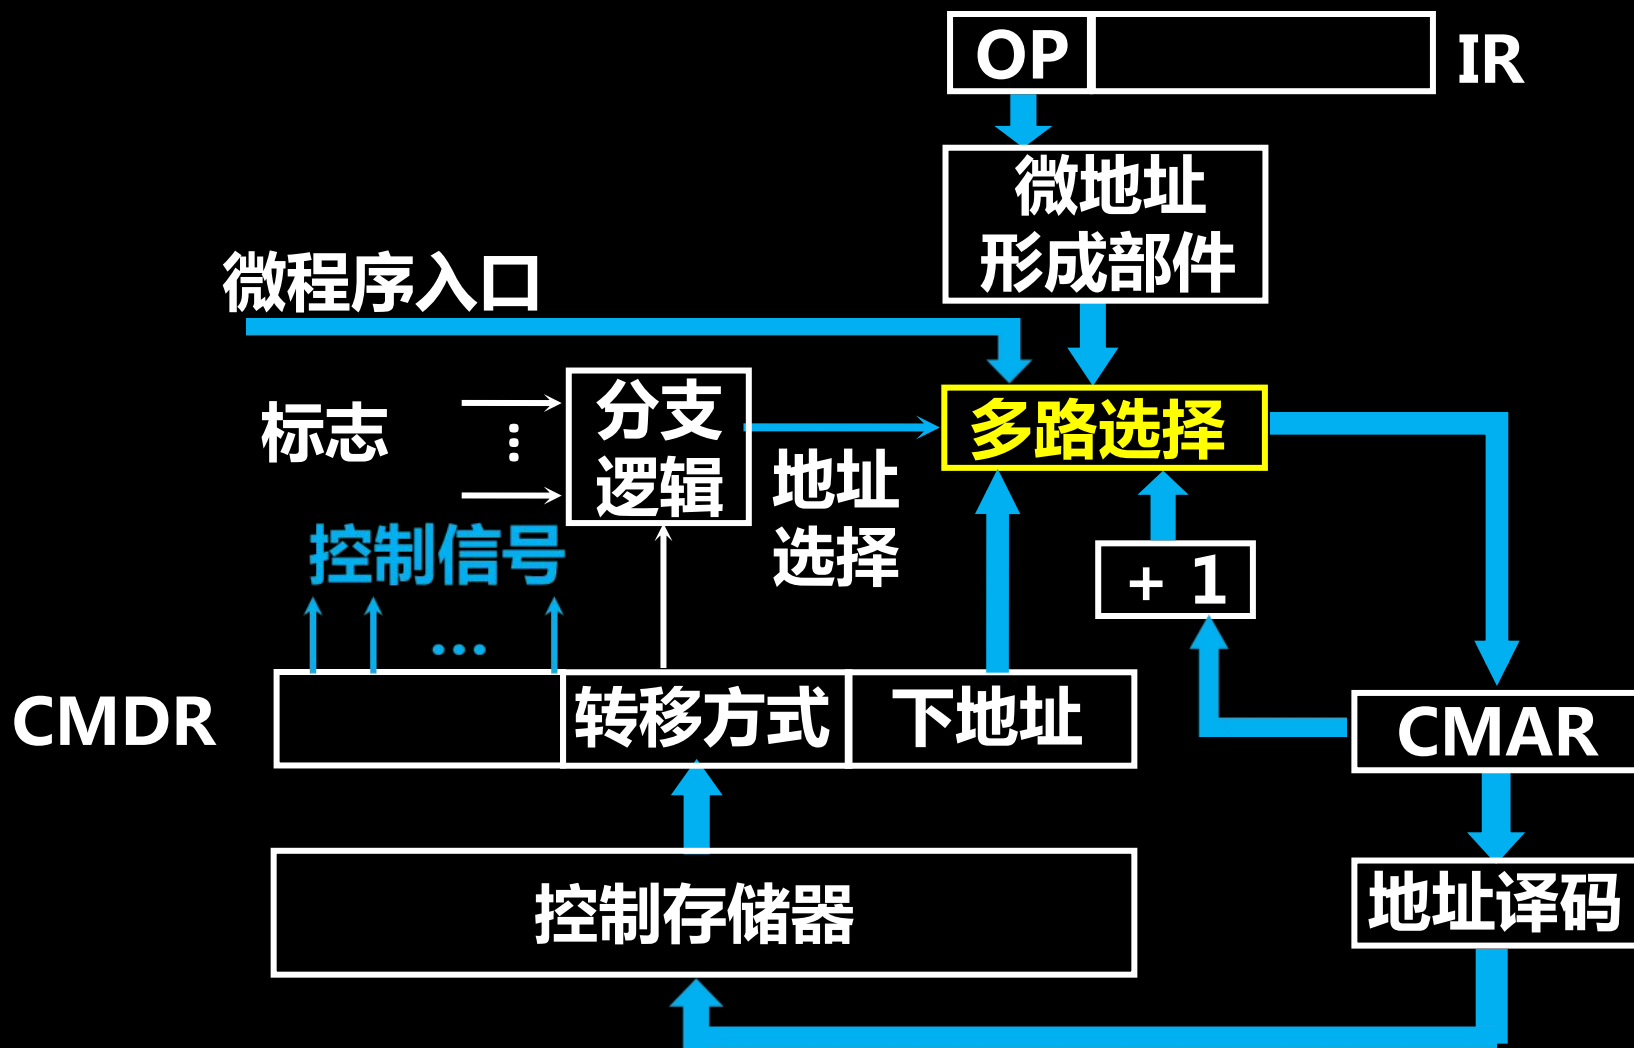 OP
IR
微地址
形成部件
微程序入口
标志
⋮
分支
逻辑
多路选择
地址
选择
控制信号
+ 1
…
CMDR
转移方式
下地址
CMAR
控制存储器
地址译码